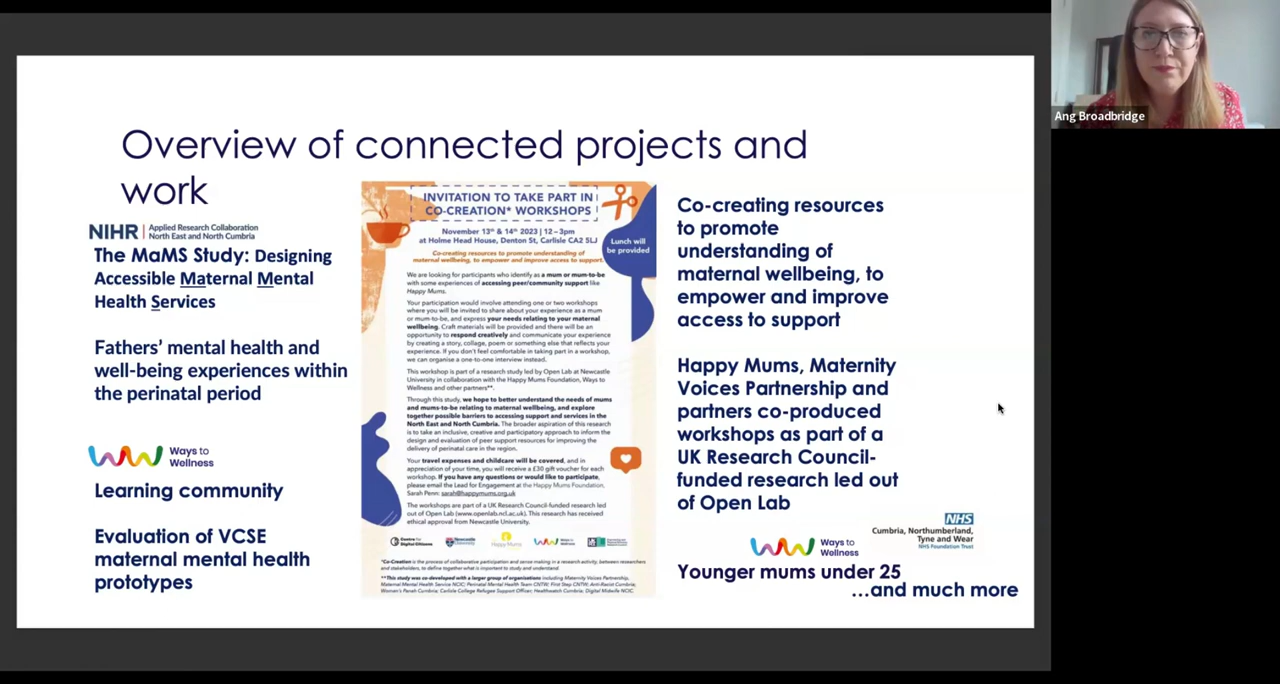 Overview of connected projects and
work
NIHR | Applied Research Collaboration
North East and North Cumbria
The MaMS Study: Designing
Accessible Maternal Mental
Health Services
Fathers' mental health and
well-being experiences within
the perinatal period
Ways to
Wellness
Learning community
Evaluation of VCSE
maternal mental health
prototypes
INVITATION TO TAKE PART IN
CO-CREATION* WORKSHOPS
November 13th & 14th 2023 | 12 – 3pm
at Holme Head House, Denton St, Carlisle CA2 5LJ
Lunch will
be provided
Co-creating resources to promote understanding of
maternal wellbeing, to empower and improve access to support.
We are looking for participants who identify as a mum or mum-to-be
with some experiences of accessing peer/community support like
Happy Mums.
Your participation would involve attending one or two workshops
where you will be invited to share about your experience as a mum
or mum-to-be, and express your needs relating to your maternal
wellbeing. Craft materials will be provided and there will be an
opportunity to respond creatively and communicate your experience
by creating a story, collage, poem or something else that reflects your
experience. If you don't feel comfortable in taking part in a workshop,
we can organise a one-to-one interview instead.
This workshop is part of a research study led by Open Lab at Newcastle
University in collaboration with the Happy Mums Foundation, Ways to
Wellness and other partners**.
Through this study, we hope to better understand the needs of mums
and mums-to-be relating to maternal wellbeing, and explore
together possible barriers to accessing support and services in the
North East and North Cumbria. The broader aspiration of this research
is to take an inclusive, creative and participatory approach to inform the
design and evaluation of peer support resources for improving the
delivery of perinatal care in the region.
Your travel expenses and childcare will be covered, and in
appreciation of your time, you will receive a £30 gift voucher for each
workshop. If you have any questions or would like to participate,
please email the Lead for Engagement at the Happy Mums Foundation,
Sarah Penn: sarah@happymums.org.uk
The workshops are part of a UK Research Council-funded research led
out of Open Lab (www.openlab.ncl.ac.uk). This research has received
ethical approval from Newcastle University.
Centre for
Digital Citizens
Newcastle
University
Happy Mums
Ways to
Wellness
*Co-Creation is the process of collaborative participation and sense making in a research activity, between researchers
and stakeholders, to define together what is important to study and understand.
**This study was co-developed with a larger group of organisations including Maternity Voices Partnership,
Maternal Mental Health Service NCIC; Perinatal Mental Health Team CNTW; First Step CNTW; Anti-Racist Cumbria;
Women's Panah Cumbria; Carlisle College Refugee Support Officer; Healthwatch Cumbria; Digital Midwife NCIC.
Co-creating resources
to promote
understanding of
maternal wellbeing, to
empower and improve
access to support
Happy Mums, Maternity
Voices Partnership and
partners co-produced
workshops as part of a
UK Research Council-
funded research led out
of Open Lab
NHS
Cumbria, Northumberland,
Tyne and Wear
NHS Foundation Trust
Ways to
Wellness
Younger mums under 25
...and much more
Ang Broadbridge